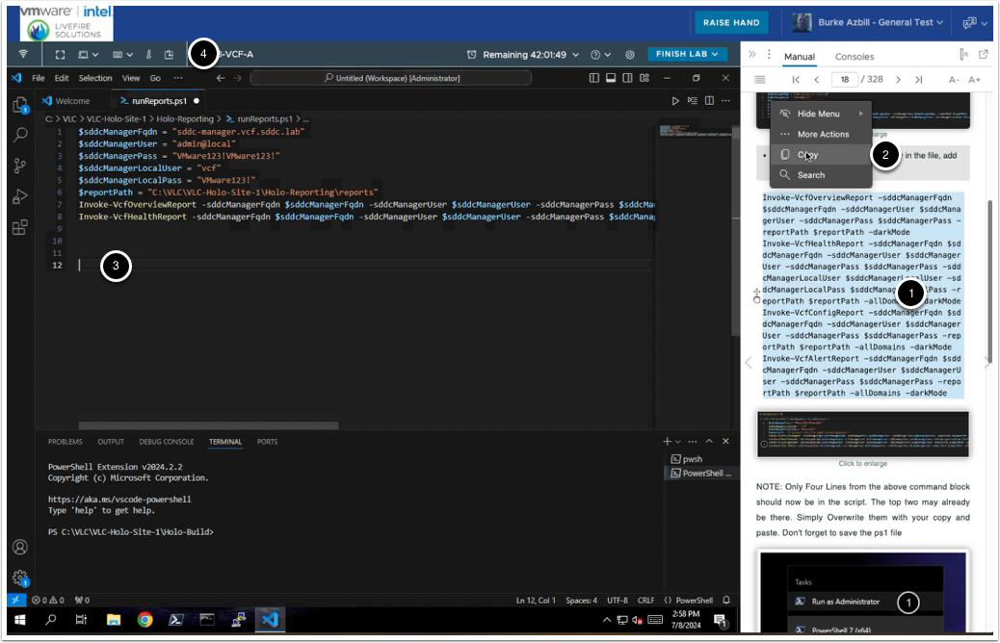 vmware® | intel.
LIVEFIRE
SOLUTIONS
RAISE HAND
Burke Azbill - General Test
4
-VCF-A
Remaining 42:01:49
FINISH LAB
File Edit Selection View Go ···
Untitled (Workspace) [Administrator]
Welcome
runReports.ps1
C: > VLC > VLC-Holo-Site-1 > Holo-Reporting > runReports.ps1 > ...
1 $sddcManagerFqdn = "sddc-manager.vcf.sddc.lab"
2 $sddcManagerUser = "admin@local"
3 $sddcManagerPass = "VMware123!VMware123!"
4 $sddcManagerLocalUser = "vcf"
5 $sddcManagerLocalPass = "VMware123!"
6 $reportPath = "C:\VLC\VLC-Holo-Site-1\Holo-Reporting\reports"
7 Invoke-VcfOverviewReport -sddcManagerFqdn $sddcManagerFqdn -sddcManagerUser $sddcManagerUser -sddcManagerPass $sddcMa
8 Invoke-VcfHealthReport -sddcManagerFqdn $sddcManagerFqdn -sddcManagerUser $sddcManagerUser -sddcManagerPass $sddcMana
9
10
11
12
3
PROBLEMS OUTPUT DEBUG CONSOLE TERMINAL PORTS
PowerShell Extension v2024.2.2
Copyright (c) Microsoft Corporation.
https://aka.ms/vscode-powershell
Type 'help' to get help.
PS C:\VLC\VLC-Holo-Site-1\Holo-Build>
pwsh
PowerShell ...
0 0 0
Ln 12, Col 1 Spaces: 4 UTF-8 CRLF {} PowerShell
2:58 PM
7/8/2024
1
Manual Consoles
18 / 328
A- A+
Hide Menu
More Actions
Copy
Search
2
large
in the file, add
Invoke-VcfOverviewReport -sddcManagerFqdn
$sddcManagerFqdn -sddcManagerUser $sddcMana
gerUser -sddcManagerPass $sddcManagerPass -
reportPath $reportPath -darkMode
Invoke-VcfHealthReport -sddcManagerFqdn $sd
dcManagerFqdn -sddcManagerUser $sddcManager
User -sddcManagerPass $sddcManagerPass -sdd
cManagerLocalUser $sddcManagerLocalUser -sd
dcManagerLocalPass $sddcManag Pass -r
eportPath $reportPath -allDom darkMode
Invoke-VcfConfigReport -sddcManagerFqdn $sd
dcManagerFqdn -sddcManagerUser $sddcManager
User -sddcManagerPass $sddcManagerPass -rep
ortPath $reportPath -allDomains -darkMode
Invoke-VcfAlertReport -sddcManagerFqdn $sdd
cManagerFqdn -sddcManagerUser $sddcManagerU
ser -sddcManagerPass $sddcManagerPass -repo
rtPath $reportPath -allDomains -darkMode
1
Click to enlarge
NOTE: Only Four Lines from the above command block
should now be in the script. The top two may already
be there. Simply Overwrite them with your copy and
paste. Don't forget to save the ps1 file
Tasks
Run as Administrator
1
PowerShell 7 (x64)